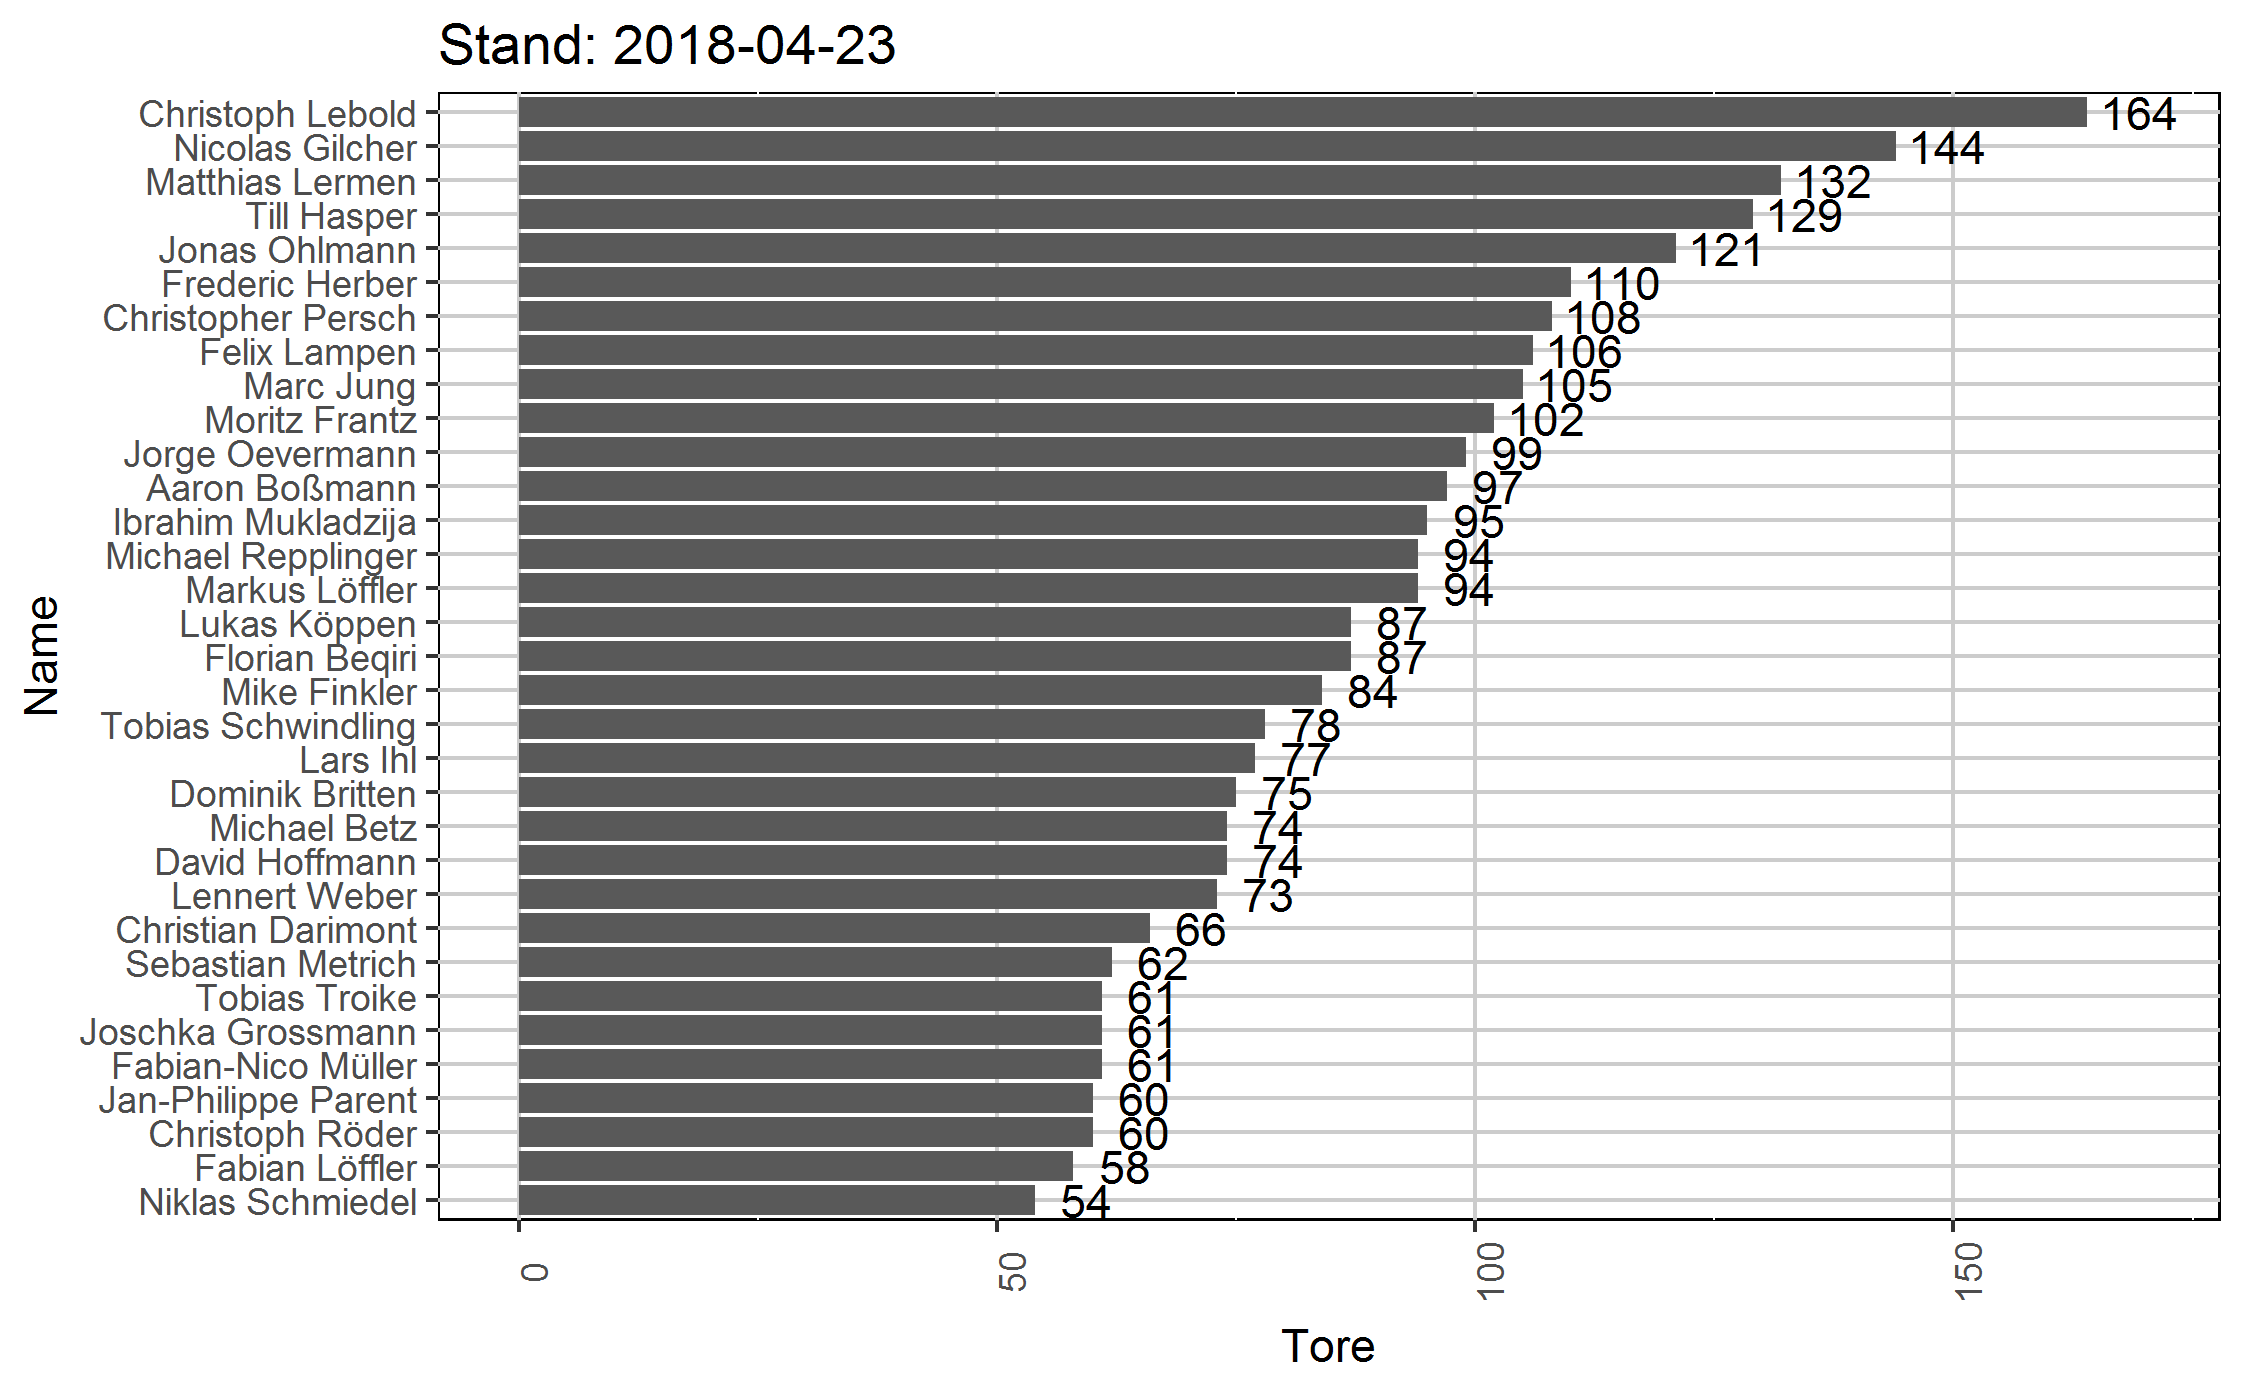 Stand: 2018-04-23
Christoph Lebold 164
Nicolas Gilcher 144
Matthias Lermen 132
Till Hasper 129
Jonas Ohlmann 121
Frederic Herber 110
Christopher Persch 108
Felix Lampen 106
Marc Jung 105
Moritz Frantz 102
Jorge Oevermann 99
Aaron Boßmann 97
Ibrahim Mukladzija 95
Michael Repplinger 94
Markus Löffler 94
Lukas Köppen 87
Florian Beqiri 87
Mike Finkler 84
Tobias Schwindling 78
Lars Ihl 77
Dominik Britten 75
Michael Betz 74
David Hoffmann 74
Lennert Weber 73
Christian Darimont 66
Sebastian Metrich 62
Tobias Troike 61
Joschka Grossmann 61
Fabian-Nico Müller 61
Jan-Philippe Parent 60
Christoph Röder 60
Fabian Löffler 58
Niklas Schmiedel 54
Name
0 50 100 150
Tore